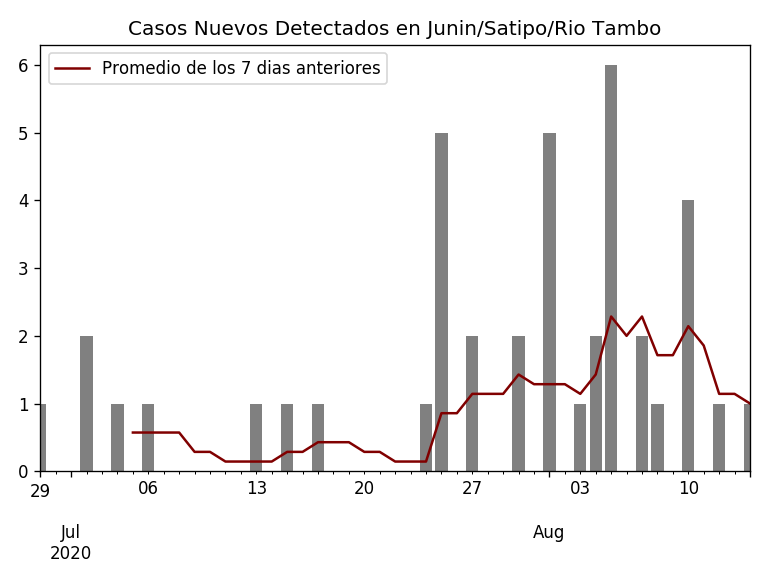 Casos Nuevos Detectados en Junin/Satipo/Rio Tambo
Promedio de los 7 dias anteriores
6
5
4
3
2
1
0
29 06 13 20 27 03 10
Jul Aug
2020